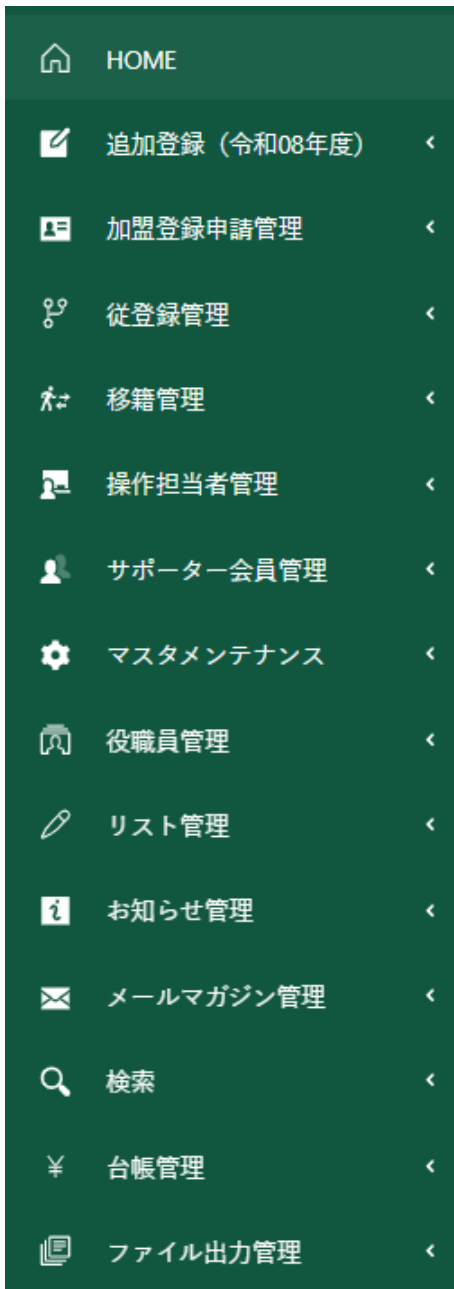 HOME
追加登録（令和08年度）
加盟登録申請管理
従登録管理
移籍管理
操作担当者管理
サポーター会員管理
マスタメンテナンス
役職員管理
リスト管理
お知らせ管理
メールマガジン管理
検索
台帳管理
ファイル出力管理